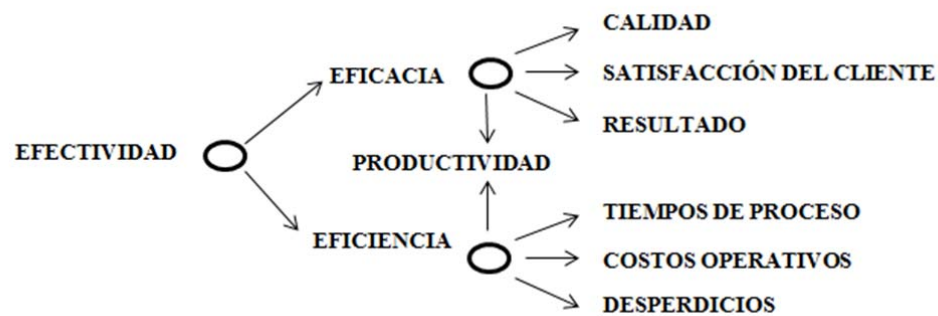 CALIDAD
EFICACIA
SATISFACCIÓN DEL CLIENTE
RESULTADO
EFECTIVIDAD
PRODUCTIVIDAD
TIEMPOS DE PROCESO
EFICIENCIA
COSTOS OPERATIVOS
DESPERDICIOS